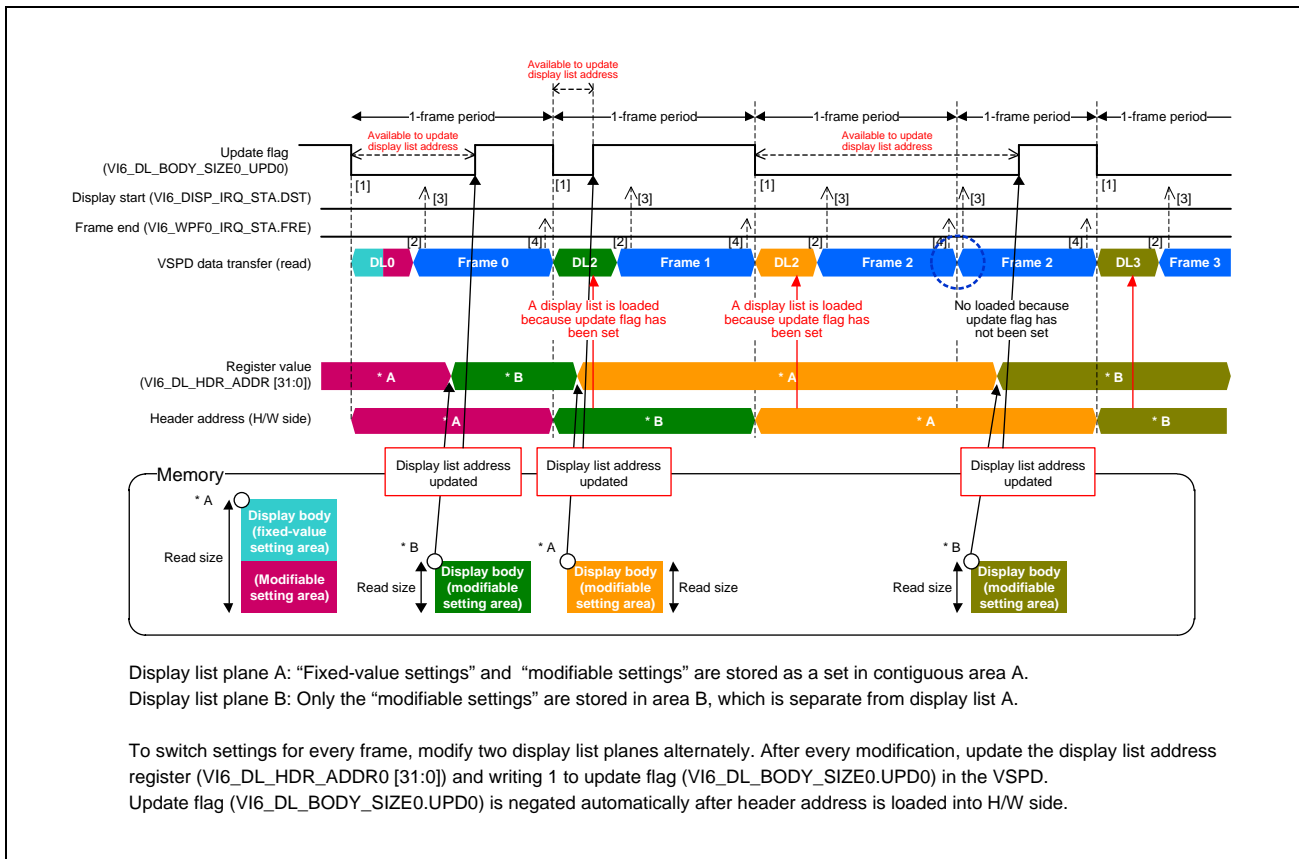 Available to update
display list address
1-frame period
1-frame period
1-frame period
1-frame period
1-frame period
Available to update
display list address
Available to update
display list address
Update flag
(VI6_DL_BODY_SIZE0_UPD0)
[1]
[1]
[1]
[1]
Display start (VI6_DISP_IRQ_STA.DST)
[3]
[3]
[3]
[3]
[3]
Frame end (VI6_WPF0_IRQ_STA.FRE)
[2]
[4]
[2]
[4]
[2]
[4]
[4]
[2]
VSPD data transfer (read)
DL0
Frame 0
DL2
Frame 1
DL2
Frame 2
Frame 2
DL3
Frame 3
A display list is loaded
because update flag has
been set
A display list is loaded
because update flag has
been set
No loaded because
update flag has
not been set
Register value
(VI6_DL_HDR_ADDR [31:0])
* A
* B
* A
* B
Header address (H/W side)
* A
* B
* A
* B
Display list address
updated
Display list address
updated
Display list address
updated
Memory
* A
Read size
Display body
(fixed-value
setting area)
(Modifiable
setting area)
* B
Read size
Display body
(modifiable
setting area)
* A
Display body
(modifiable
setting area)
Read size
* B
Read size
Display body
(modifiable
setting area)
Display list plane A: “Fixed-value settings” and “modifiable settings” are stored as a set in contiguous area A.
Display list plane B: Only the “modifiable settings” are stored in area B, which is separate from display list A.
To switch settings for every frame, modify two display list planes alternately. After every modification, update the display list address
register (VI6_DL_HDR_ADDR0 [31:0]) and writing 1 to update flag (VI6_DL_BODY_SIZE0.UPD0) in the VSPD.
Update flag (VI6_DL_BODY_SIZE0.UPD0) is negated automatically after header address is loaded into H/W side.